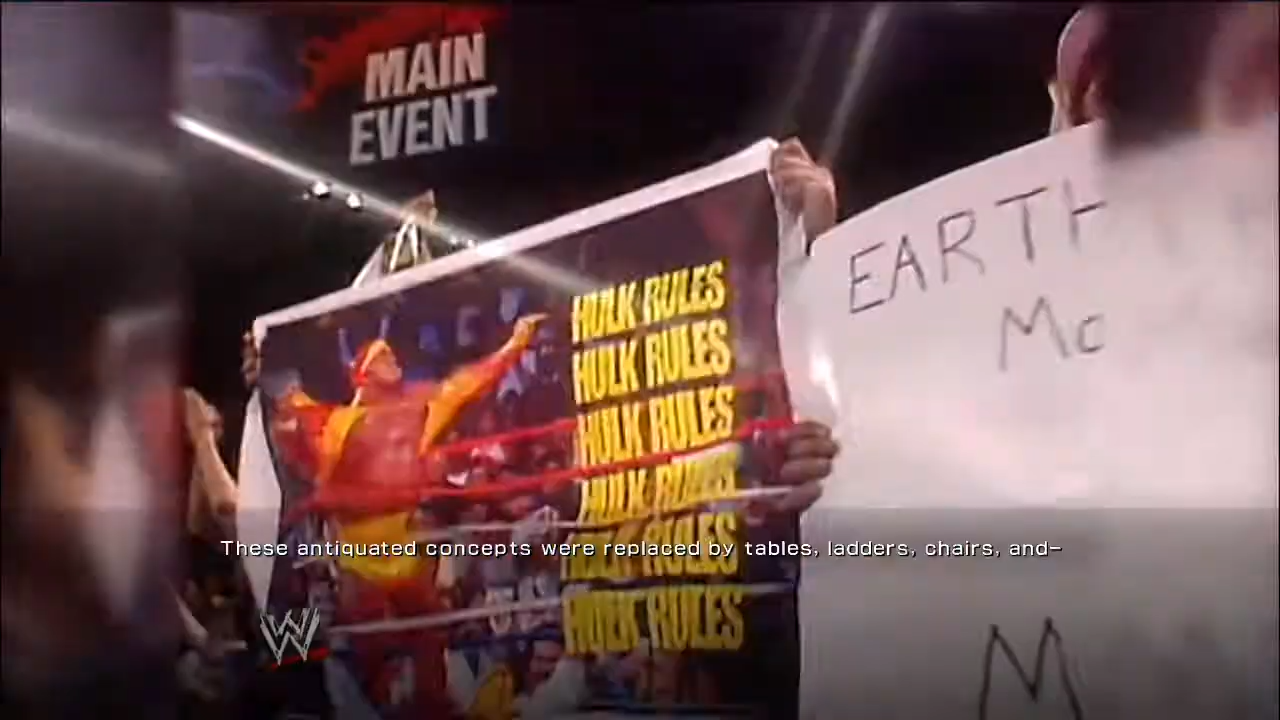 MAIN
EVENT
HULK RULES
HULK RULES
HULK RULES
HULK RULES
HULK RULES
HULK RULES
EARTH
Mc
M
These antiquated concepts were replaced by tables, ladders, chairs, and-
W